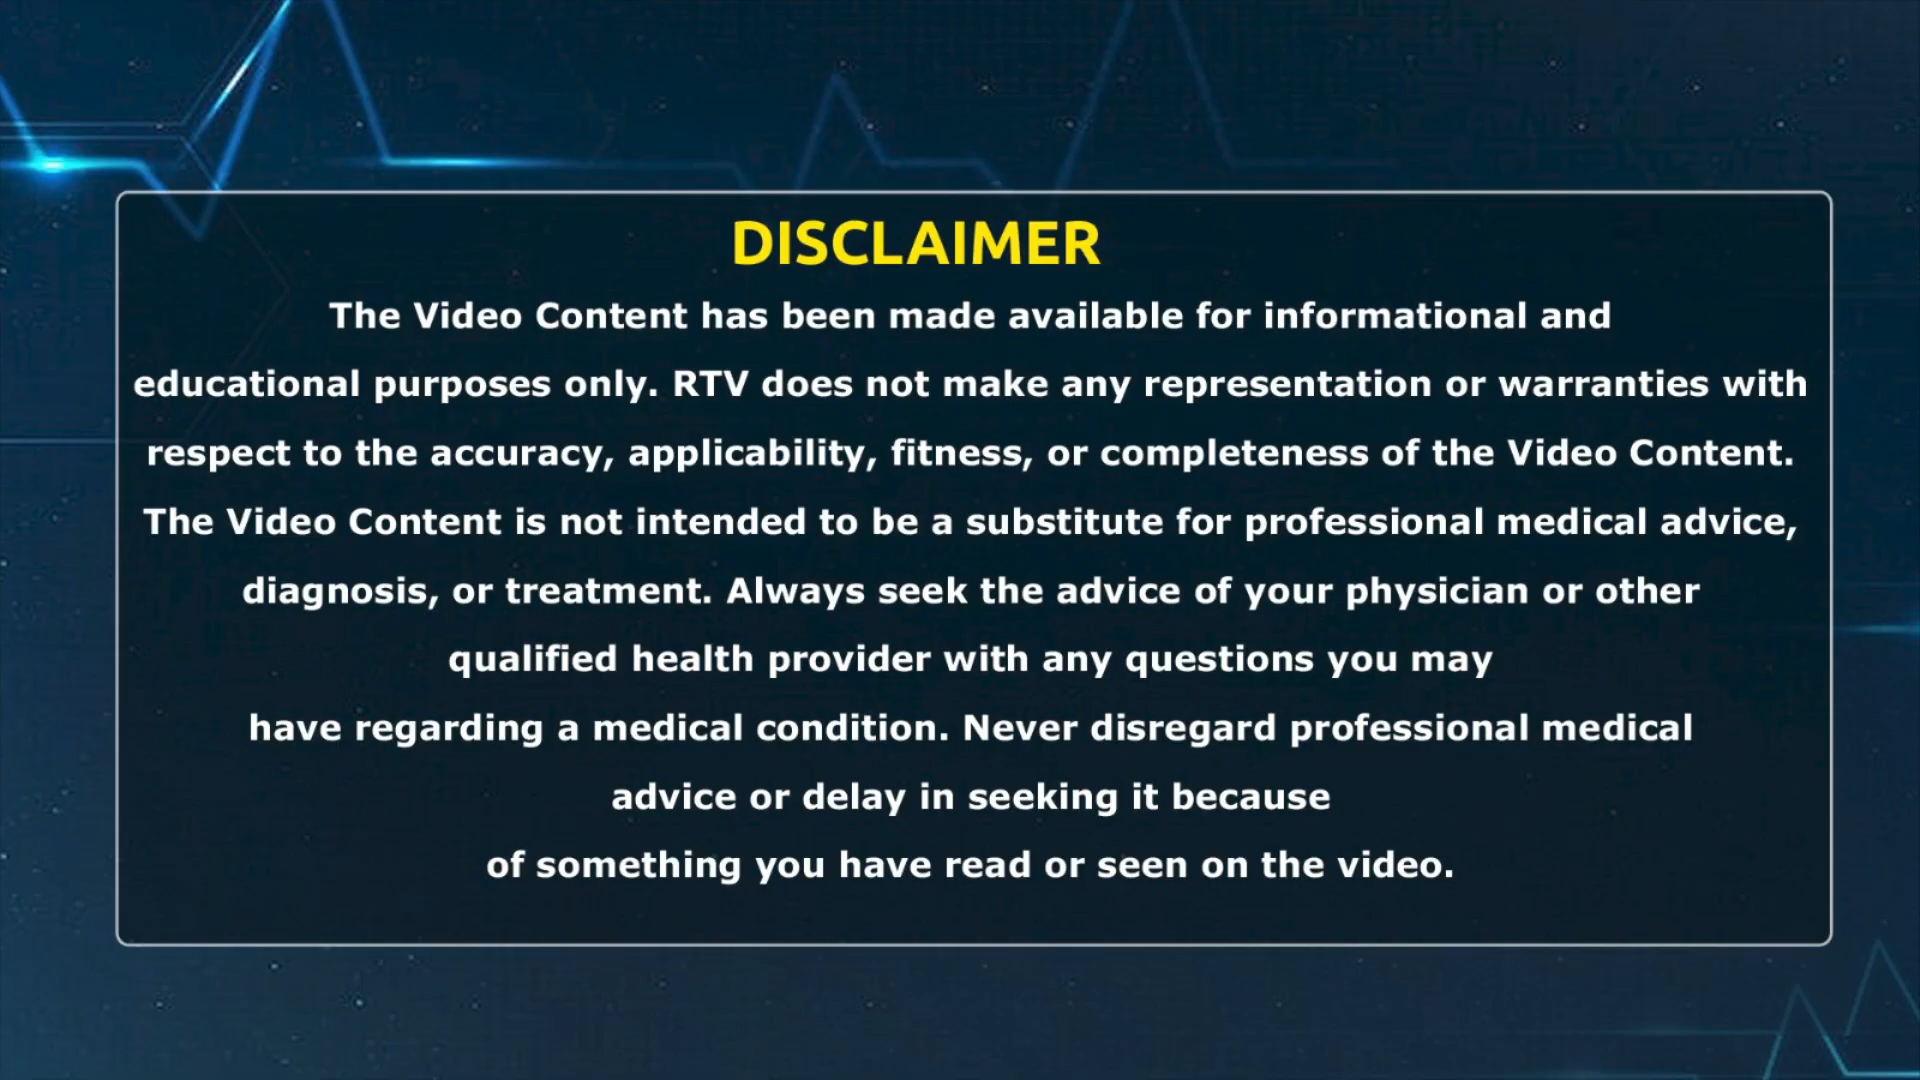 DISCLAIMER
The Video Content has been made available for informational and
educational purposes only. RTV does not make any representation or warranties with
respect to the accuracy, applicability, fitness, or completeness of the Video Content.
The Video Content is not intended to be a substitute for professional medical advice,
diagnosis, or treatment. Always seek the advice of your physician or other
qualified health provider with any questions you may
have regarding a medical condition. Never disregard professional medical
advice or delay in seeking it because
of something you have read or seen on the video.